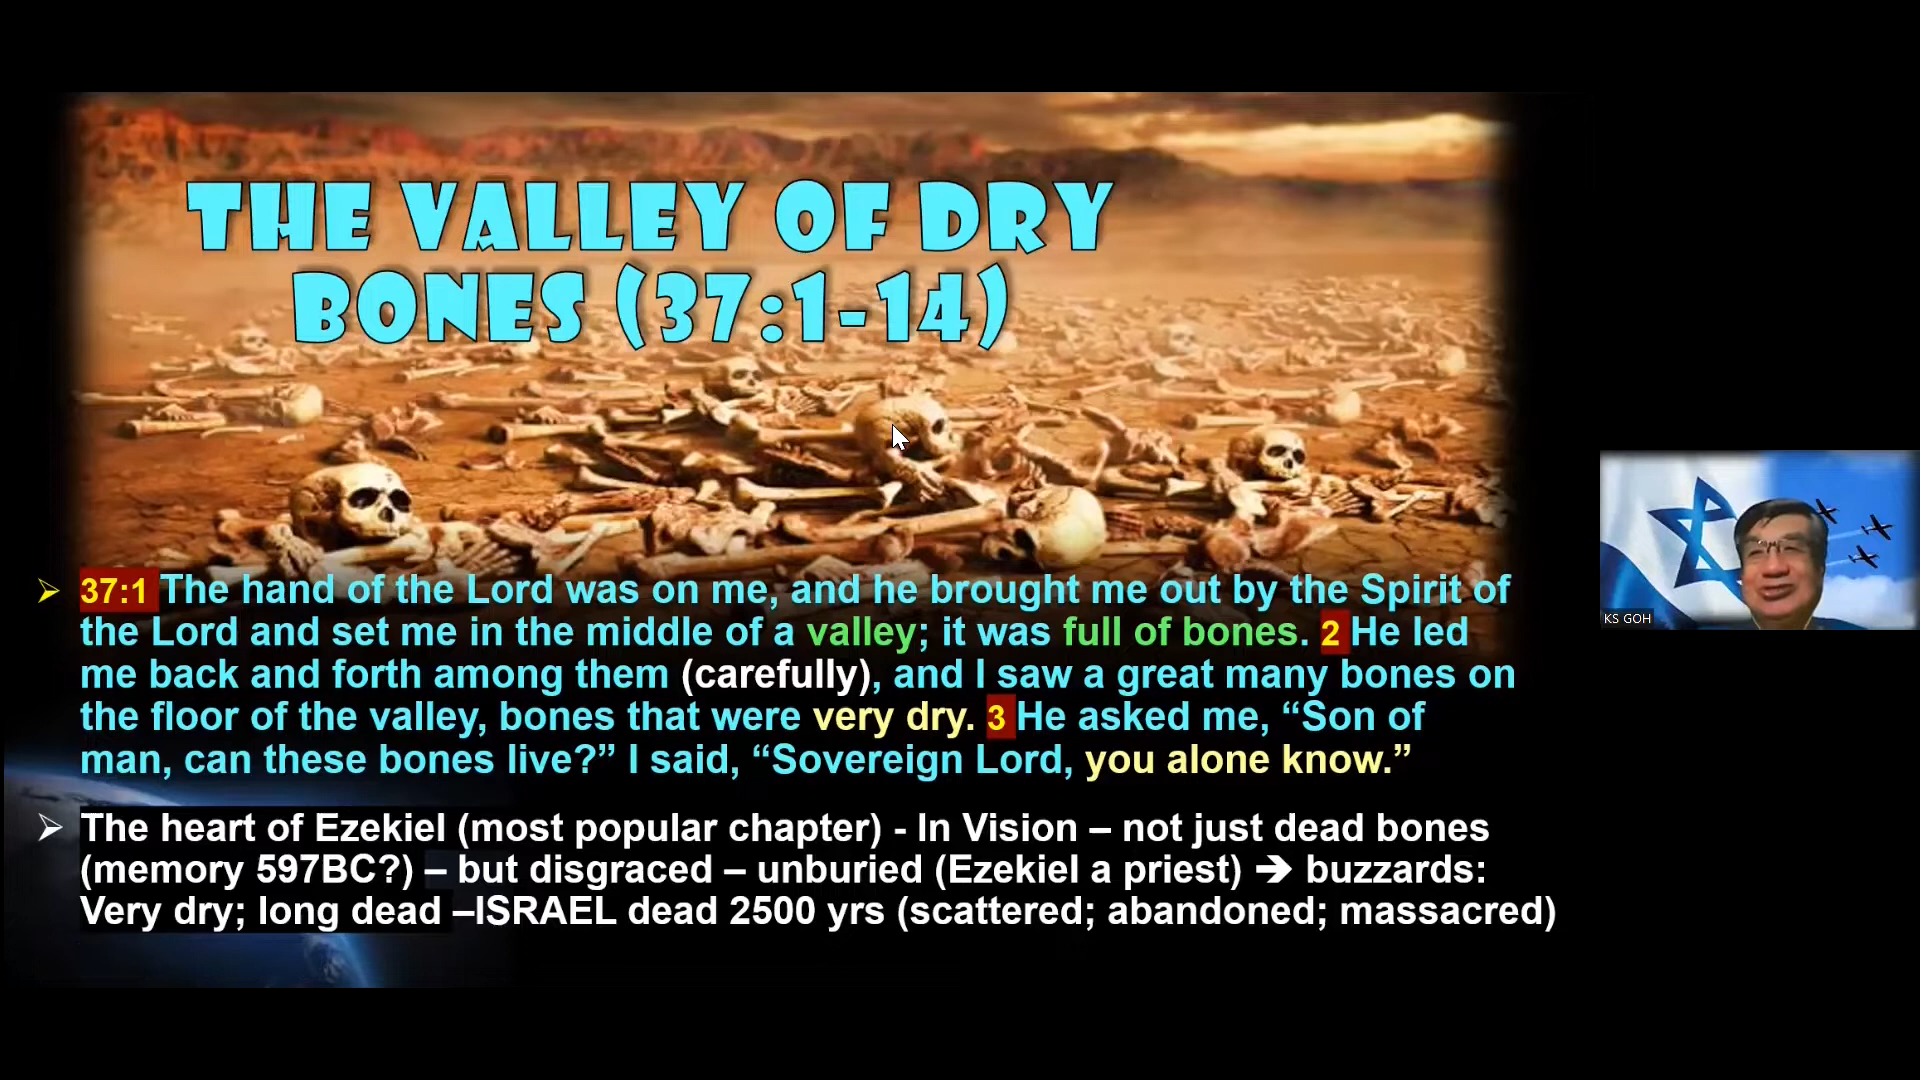 THE VALLEY OF DRY
BONES (37:1-14)
➢ 37:1 The hand of the Lord was on me, and he brought me out by the Spirit of
the Lord and set me in the middle of a valley; it was full of bones. 2 He led
me back and forth among them (carefully), and I saw a great many bones on
the floor of the valley, bones that were very dry. 3 He asked me, “Son of
man, can these bones live?” I said, “Sovereign Lord, you alone know.”
➢ The heart of Ezekiel (most popular chapter) - In Vision – not just dead bones
(memory 597BC?) – but disgraced – unburied (Ezekiel a priest) ➔ buzzards:
Very dry; long dead –ISRAEL dead 2500 yrs (scattered; abandoned; massacred)
KS GOH